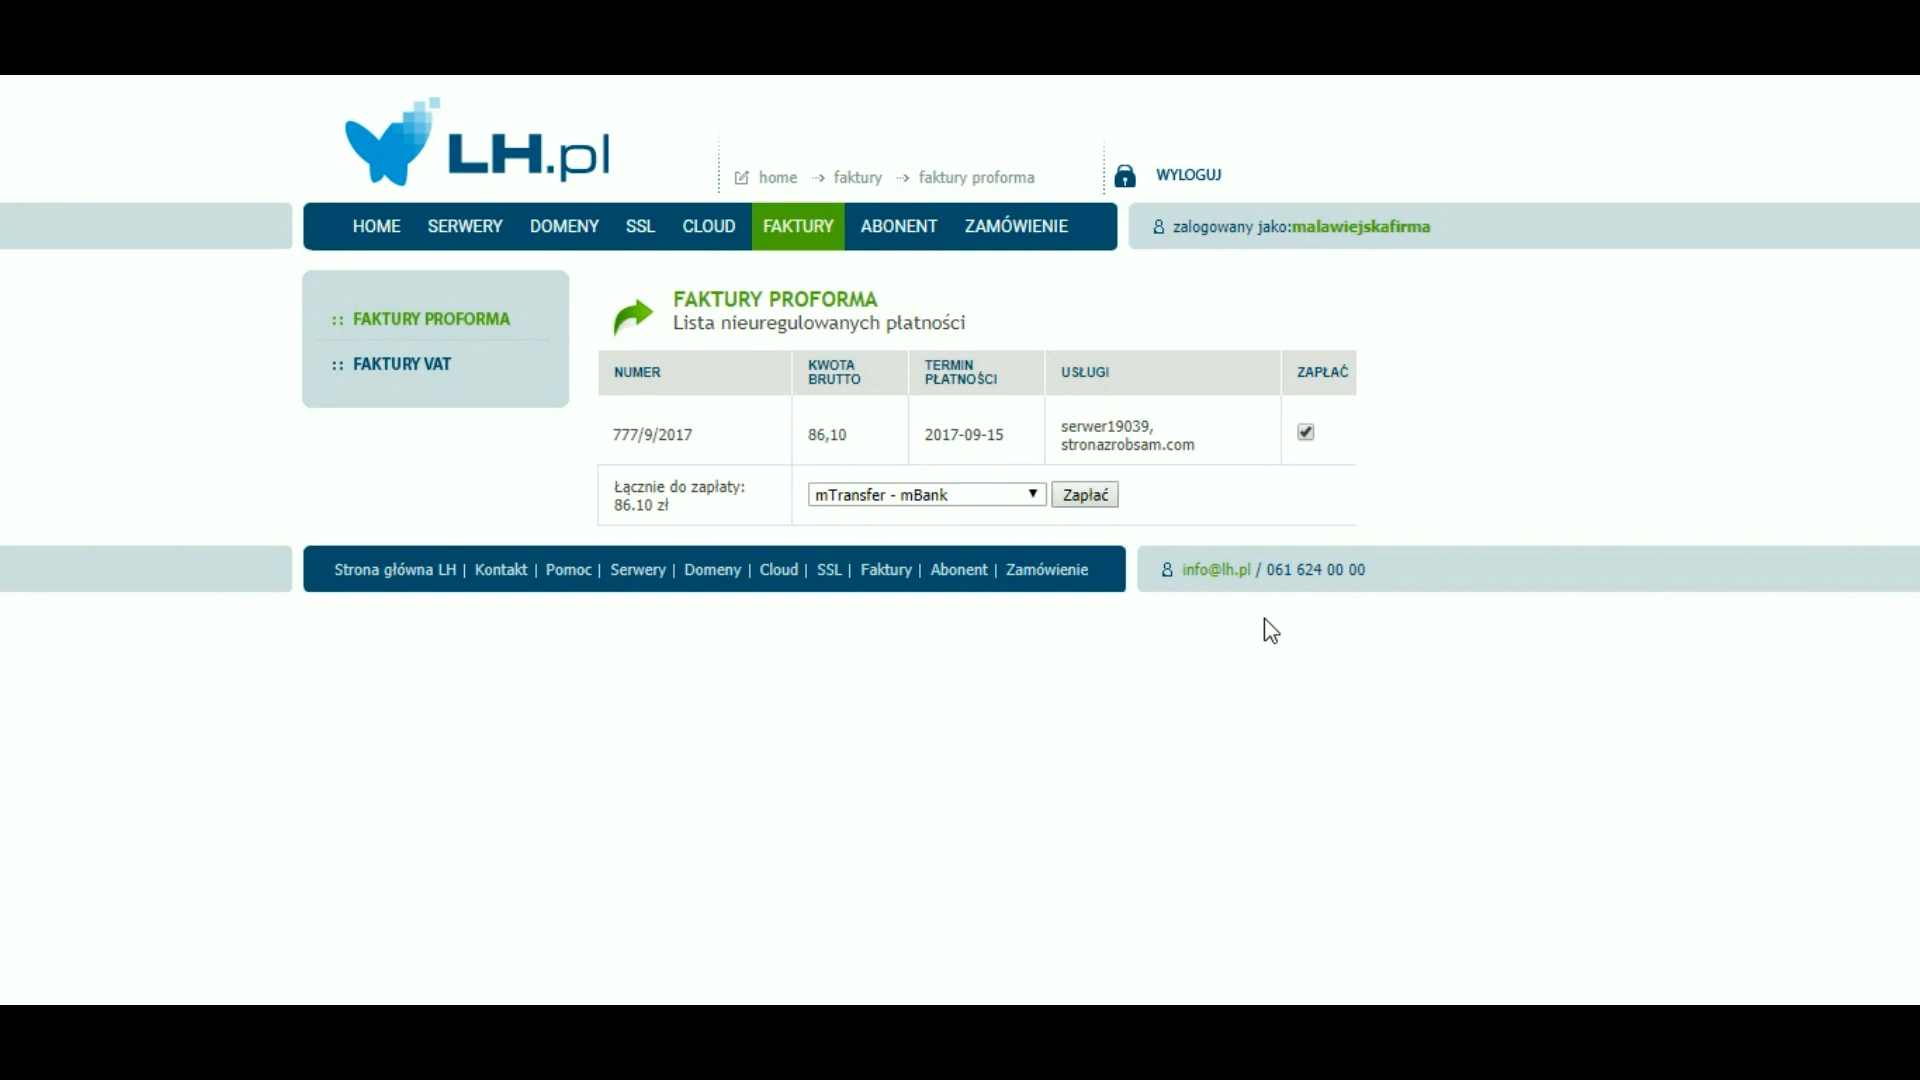 LH.pl
home faktury faktury proforma
WYLOGUJ
HOME SERWERY DOMENY SSL CLOUD FAKTURY ABONENT ZAMÓWIENIE
zalogowany jako:malawiejskafirma
:: FAKTURY PROFORMA
:: FAKTURY VAT
FAKTURY PROFORMA
Lista nieuregulowanych płatności
NUMER
KWOTA
BRUTTO
TERMIN
PŁATNOŚCI
USŁUGI
ZAPŁAĆ
777/9/2017
86,10
2017-09-15
serwer19039,
stronazrobsam.com
Łącznie do zapłaty:
86.10 zł
mTransfer - mBank
Zapłać
Strona główna LH | Kontakt | Pomoc | Serwery | Domeny | Cloud | SSL | Faktury | Abonent | Zamówienie
info@lh.pl / 061 624 00 00